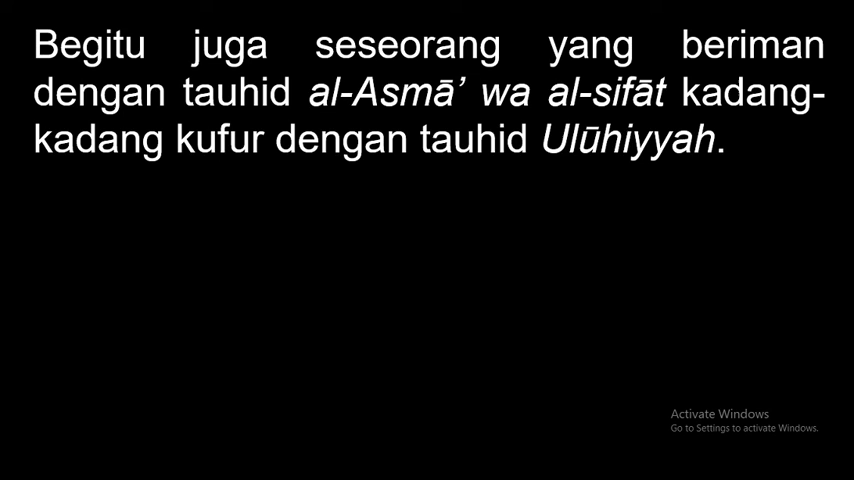 Begitu juga seseorang yang beriman
dengan tauhid al-Asmā’ wa al-sifāt kadang-
kadang kufur dengan tauhid Ulūhiyyah.
Activate Windows
Go to Settings to activate Windows.